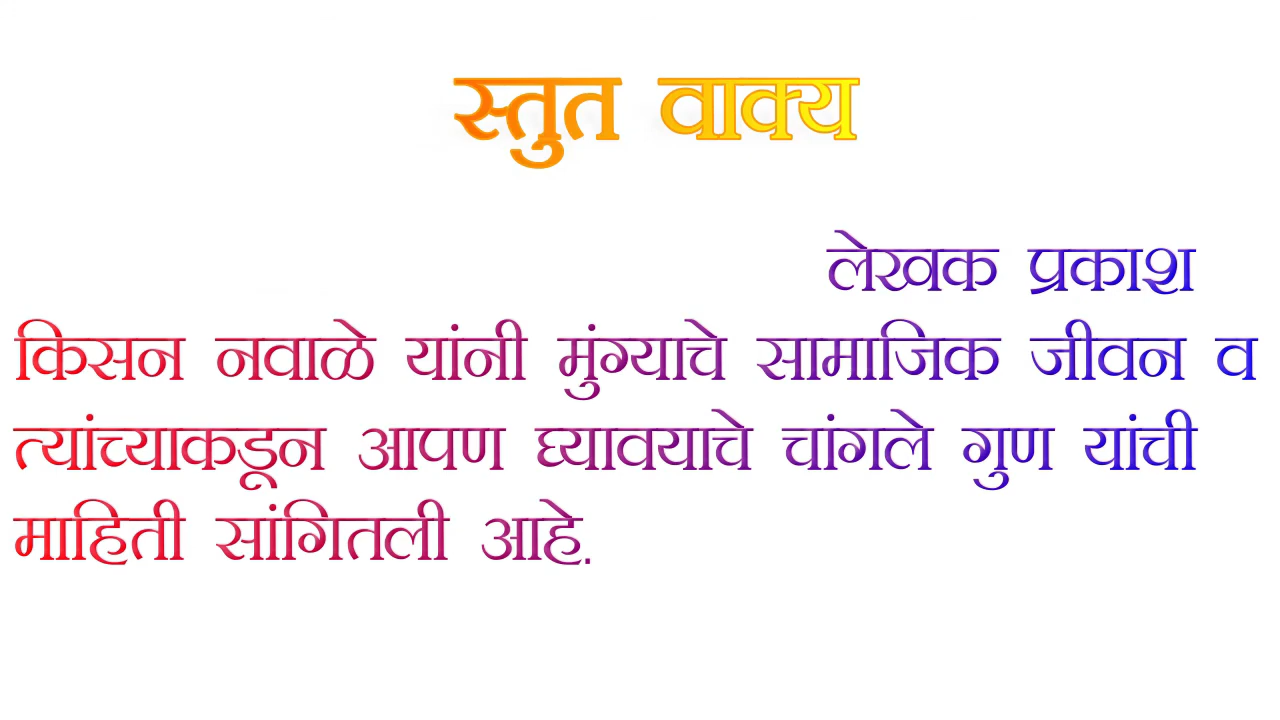 स्तुत वाक्य
लेखक प्रकाश
किसन नवाळे यांनी मुंग्याचे सामाजिक जीवन व
त्यांच्याकडून आपण घ्यावयाचे चांगले गुण यांची
माहिती सांगितली आहे.